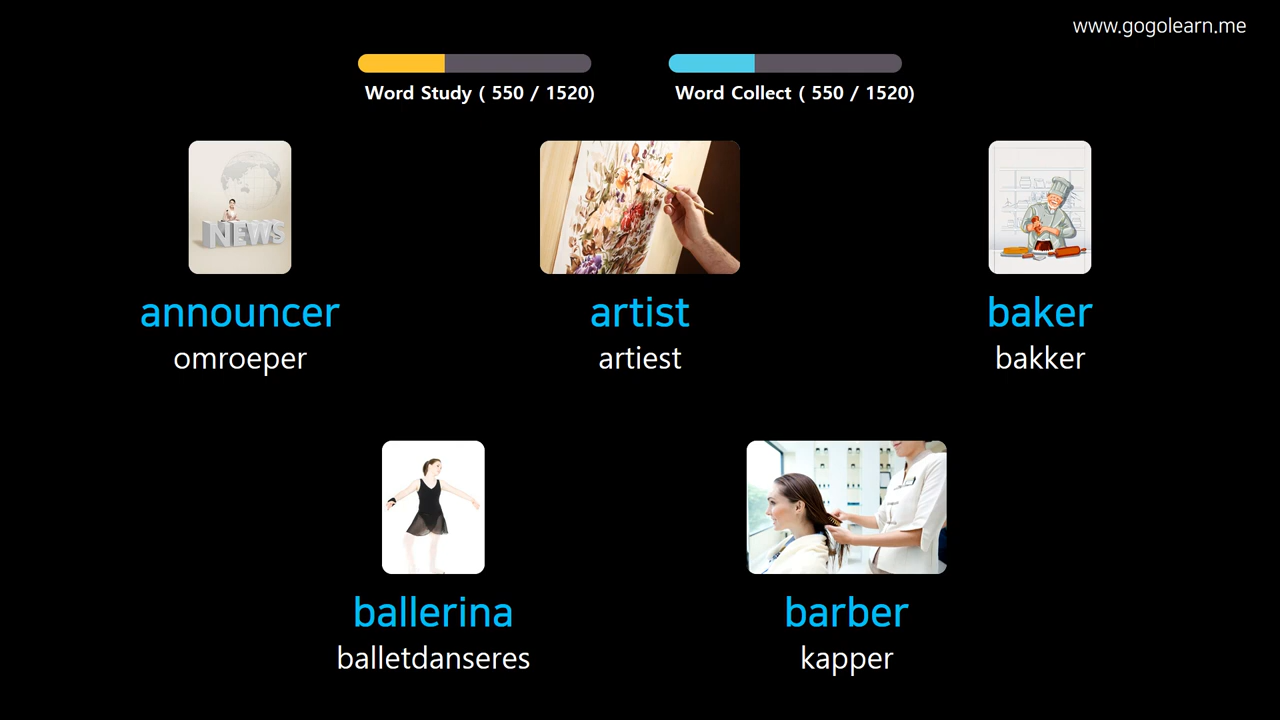 www.gogolearn.me
Word Study ( 550 / 1520)
Word Collect ( 550 / 1520)
NEWS
announcer
omroeper
artist
artiest
baker
bakker
ballerina
balletdanseres
barber
kapper